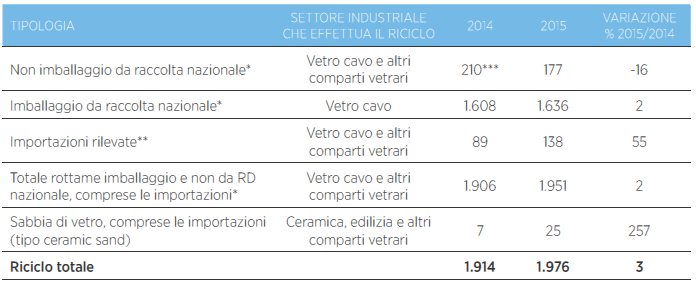 TIPOLOGIA SETTORE INDUSTRIALE CHE EFFETTUA IL RICICLO 2014 2015 VARIAZIONE % 2015/2014
Non imballaggio da raccolta nazionale* Vetro cavo e altri comparti vetrari 210*** 177 -16
Imballaggio da raccolta nazionale* Vetro cavo 1.608 1.636 2
Importazioni rilevate** Vetro cavo e altri comparti vetrari 89 138 55
Totale rottame imballaggio e non da RD nazionale, comprese le importazioni* Vetro cavo e altri comparti vetrari 1.906 1.951 2
Sabbia di vetro, comprese le importazioni (tipo ceramic sand) Ceramica, edilizia e altri comparti vetrari 7 25 257
Riciclo totale 1.914 1.976 3